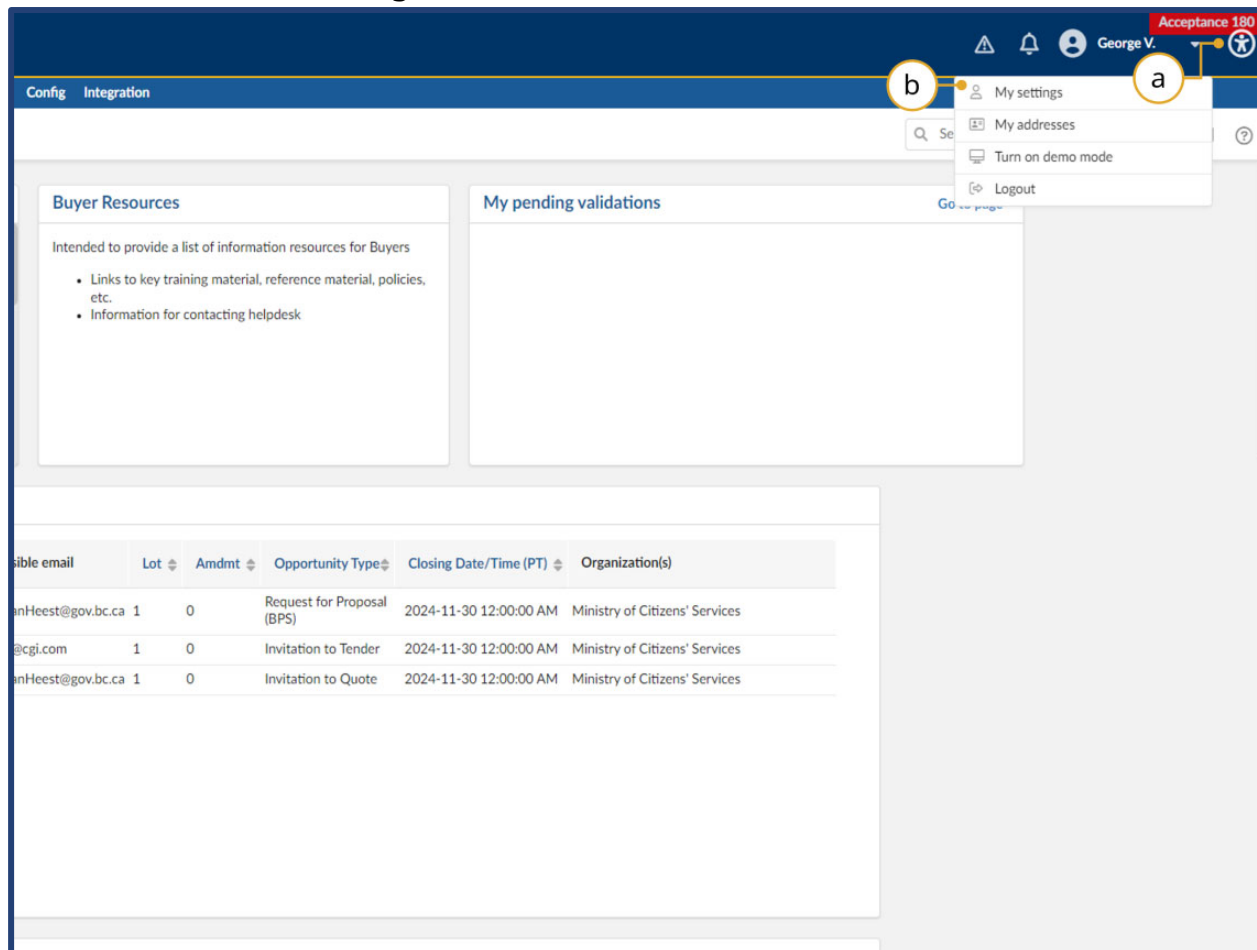 Acceptance 180
George V.
a
b
Config Integration
My settings
My addresses
Turn on demo mode
Logout
Se
Buyer Resources
Intended to provide a list of information resources for Buyers
• Links to key training material, reference material, policies,
etc.
• Information for contacting helpdesk
My pending validations
Go to page
sible email Lot Amdmt Opportunity Type Closing Date/Time (PT) Organization(s)
anHeest@gov.bc.ca 1 0 Request for Proposal
(BPS) 2024-11-30 12:00:00 AM Ministry of Citizens' Services
@cgi.com 1 0 Invitation to Tender 2024-11-30 12:00:00 AM Ministry of Citizens' Services
anHeest@gov.bc.ca 1 0 Invitation to Quote 2024-11-30 12:00:00 AM Ministry of Citizens' Services